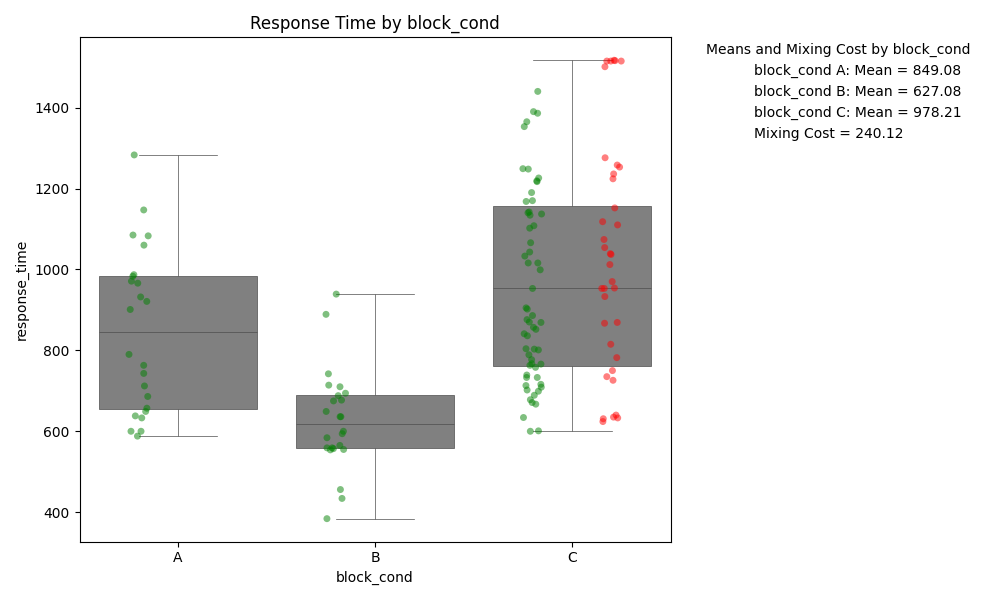 Response Time by block_cond
Means and Mixing Cost by block_cond
block_cond A: Mean = 849.08
block_cond B: Mean = 627.08
block_cond C: Mean = 978.21
Mixing Cost = 240.12
response_time
1400
1200
1000
800
600
400
A
B
C
block_cond